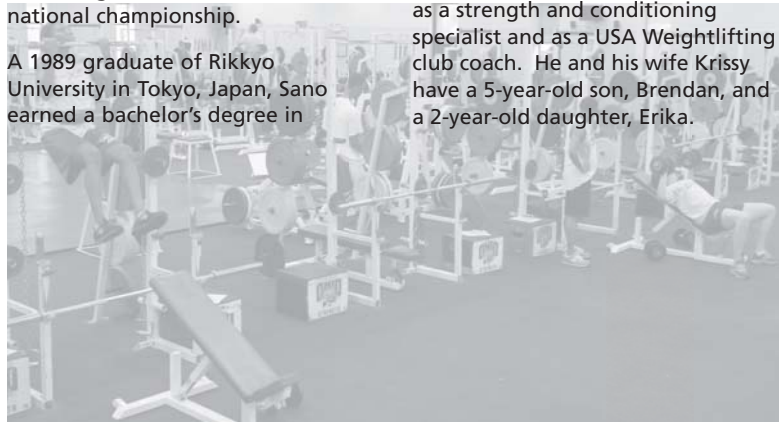 national championship.
A 1989 graduate of Rikkyo
University in Tokyo, Japan, Sano
earned a bachelor's degree in
as a strength and conditioning
specialist and as a USA Weightlifting
club coach.  He and his wife Krissy
have a 5-year-old son, Brendan, and
a 2-year-old daughter, Erika.